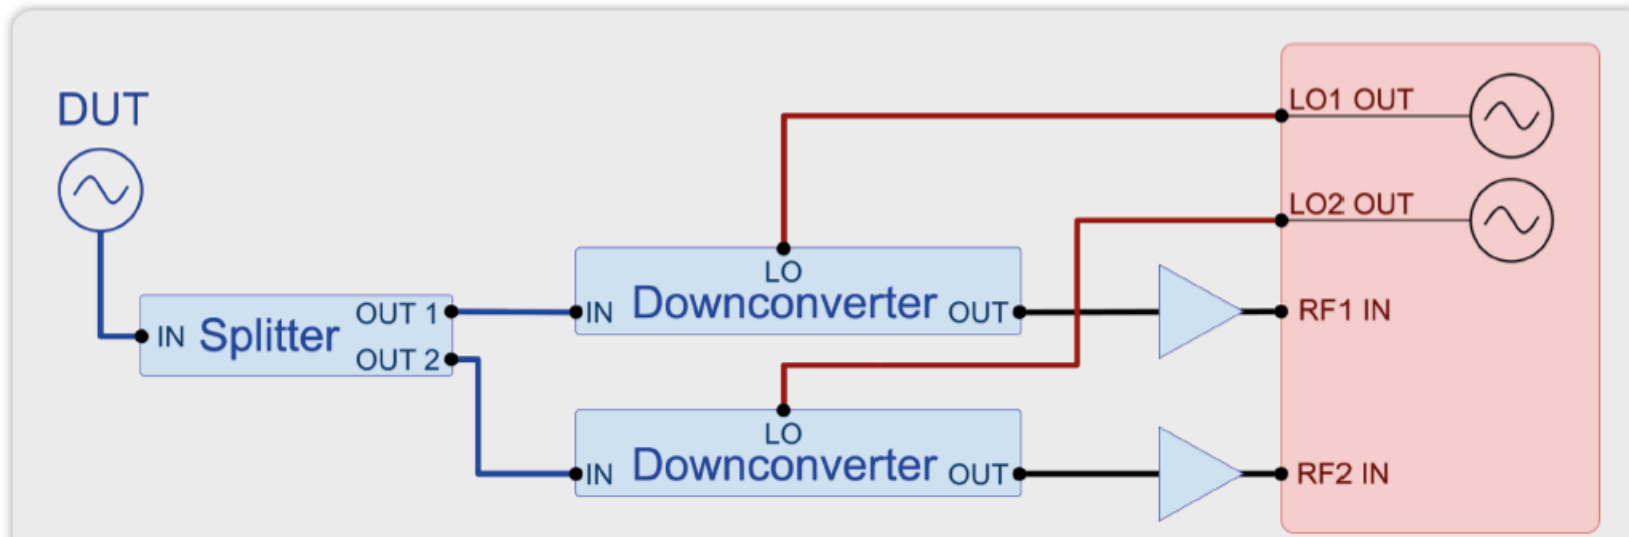 DUT
LO1 OUT
LO2 OUT
LO
IN Downconverter OUT
RF1 IN
IN Splitter OUT 1
OUT 2
LO
IN Downconverter OUT
RF2 IN